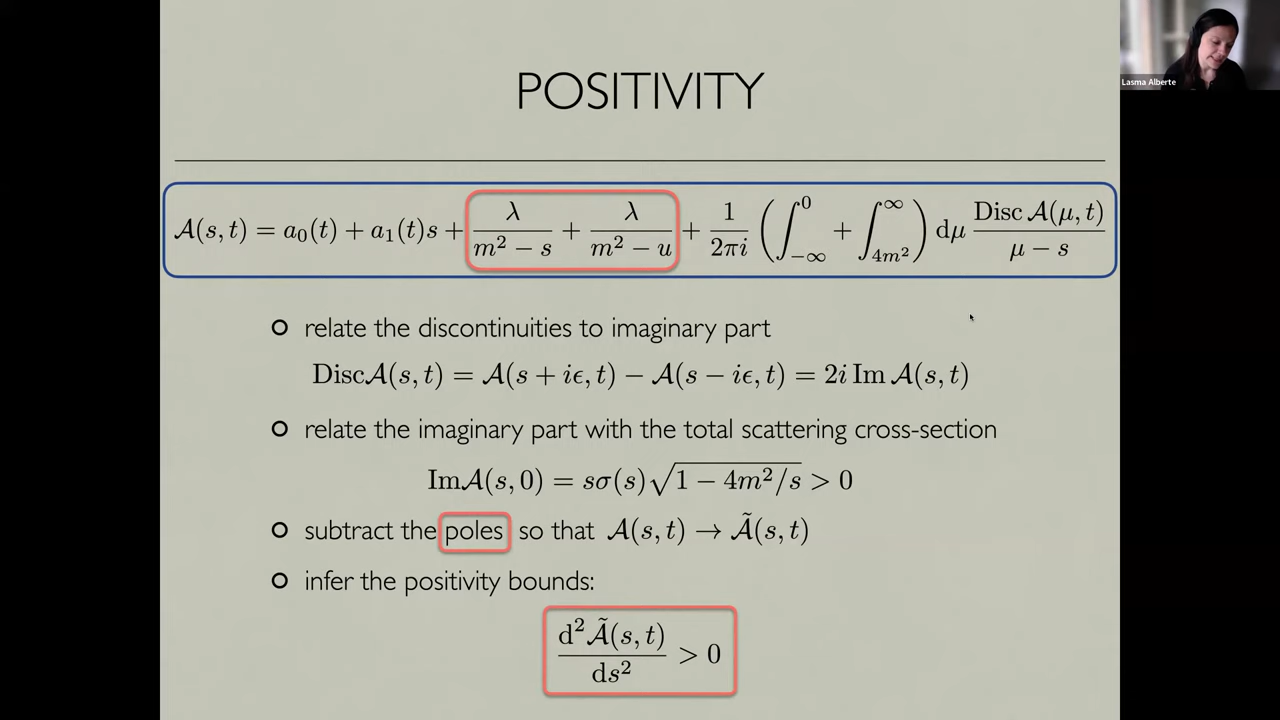 POSITIVITY
Lasma Alberte
𝒜(s, t) = a₀(t) + a₁(t)s + λ/(m² − s) + λ/(m² − u) + 1/(2πi) (∫_{−∞}^{0} + ∫_{4m²}^{∞}) dμ Disc 𝒜(μ, t)/(μ − s)
relate the discontinuities to imaginary part
Disc𝒜(s, t) = 𝒜(s + iϵ, t) − 𝒜(s − iϵ, t) = 2i Im 𝒜(s, t)
relate the imaginary part with the total scattering cross-section
Im𝒜(s, 0) = sσ(s)√(1 − 4m²/s) > 0
subtract the poles so that 𝒜(s, t) → 𝒜̃(s, t)
infer the positivity bounds:
d²𝒜̃(s, t)/ds² > 0